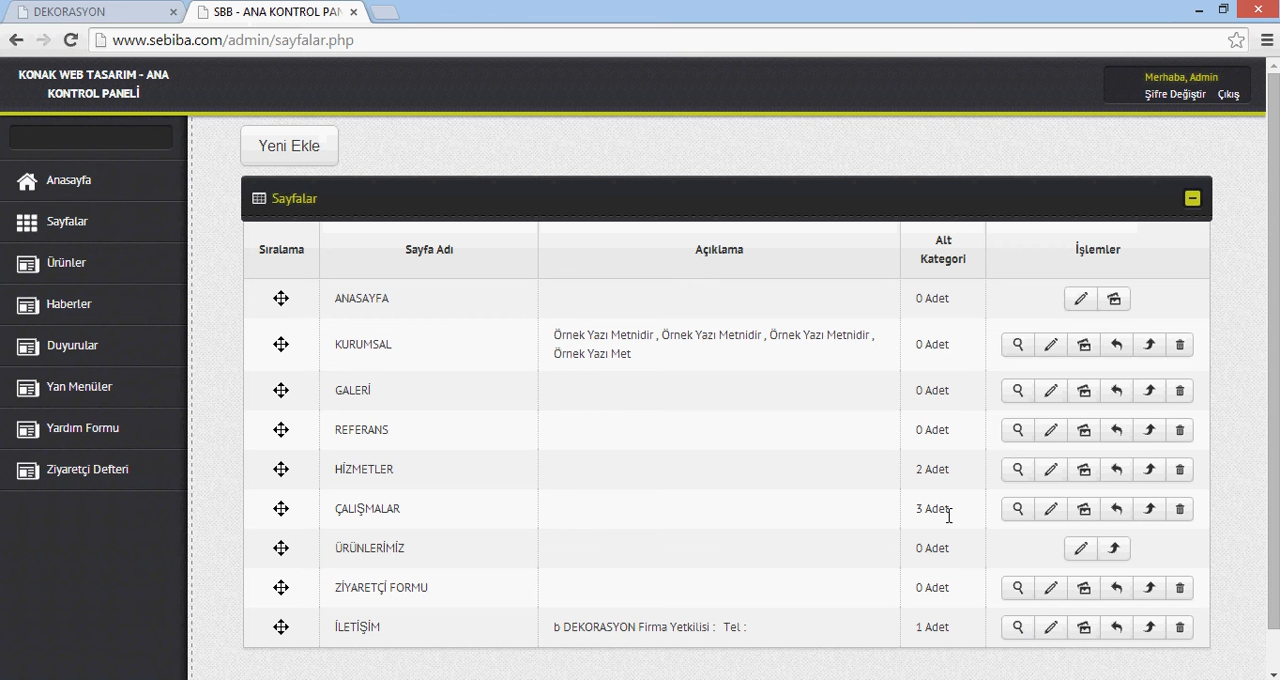 DEKORASYON
SBB - ANA KONTROL PAN
www.sebiba.com/admin/sayfalar.php
KONAK WEB TASARIM - ANA
KONTROL PANELİ
Merhaba, Admin
Şifre Değiştir Çıkış
Anasayfa
Sayfalar
Ürünler
Haberler
Duyurular
Yan Menüler
Yardım Formu
Ziyaretçi Defteri
Yeni Ekle
Sayfalar
Sıralama Sayfa Adı Açıklama Alt Kategori İşlemler
ANASAYFA 0 Adet
KURUMSAL Örnek Yazı Metnidir , Örnek Yazı Metnidir , Örnek Yazı Metnidir , 0 Adet
Örnek Yazı Met
GALERİ 0 Adet
REFERANS 0 Adet
HİZMETLER 2 Adet
ÇALIŞMALAR 3 Adet
ÜRÜNLERİMİZ 0 Adet
ZİYARETÇİ FORMU 0 Adet
İLETİŞİM b DEKORASYON Firma Yetkilisi : Tel : 1 Adet